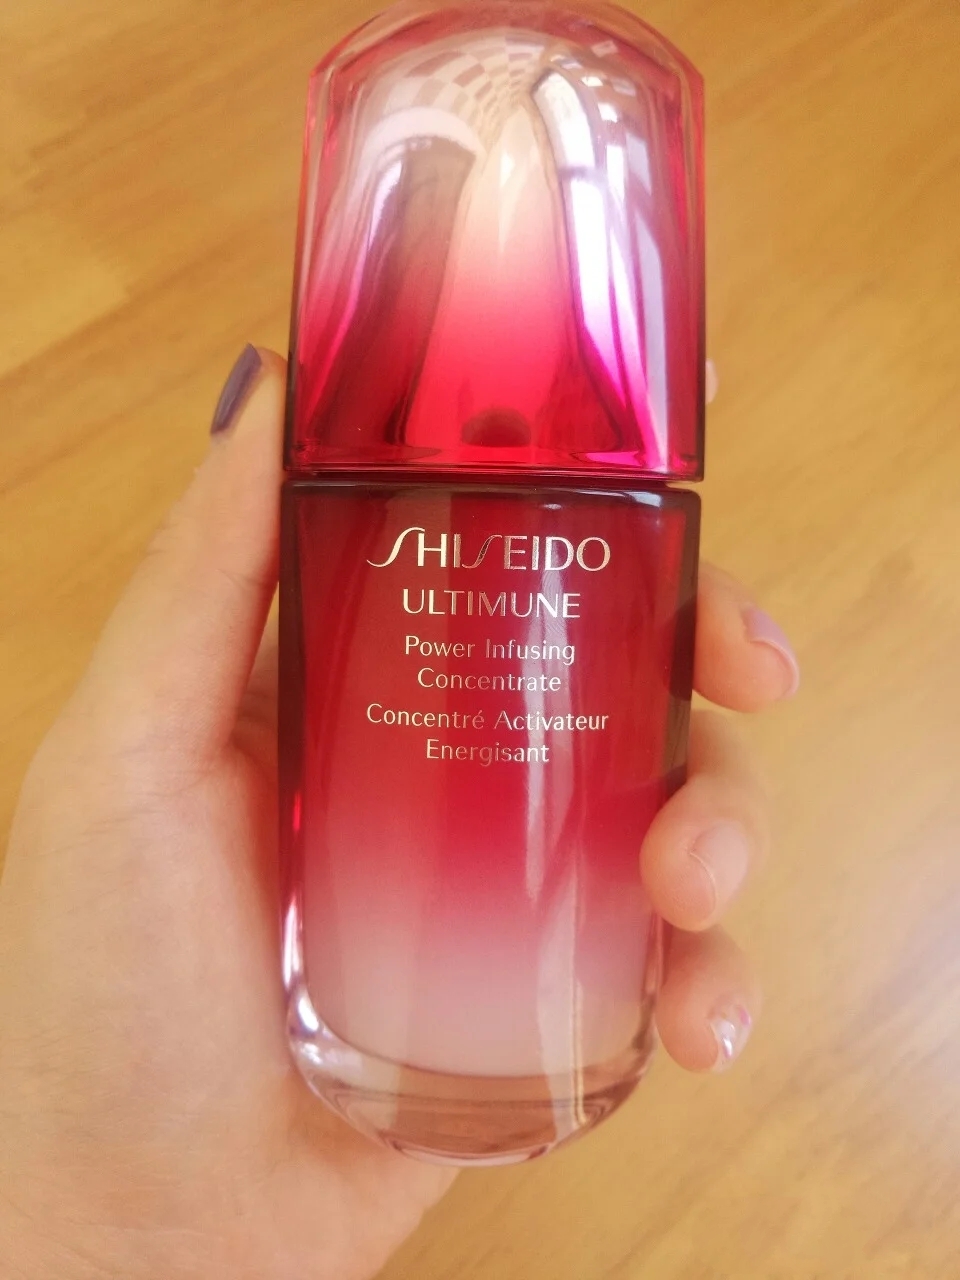 SHISEIDO
ULTIMUNE
Power Infusing
Concentrate
Concentré Activateur
Energisant